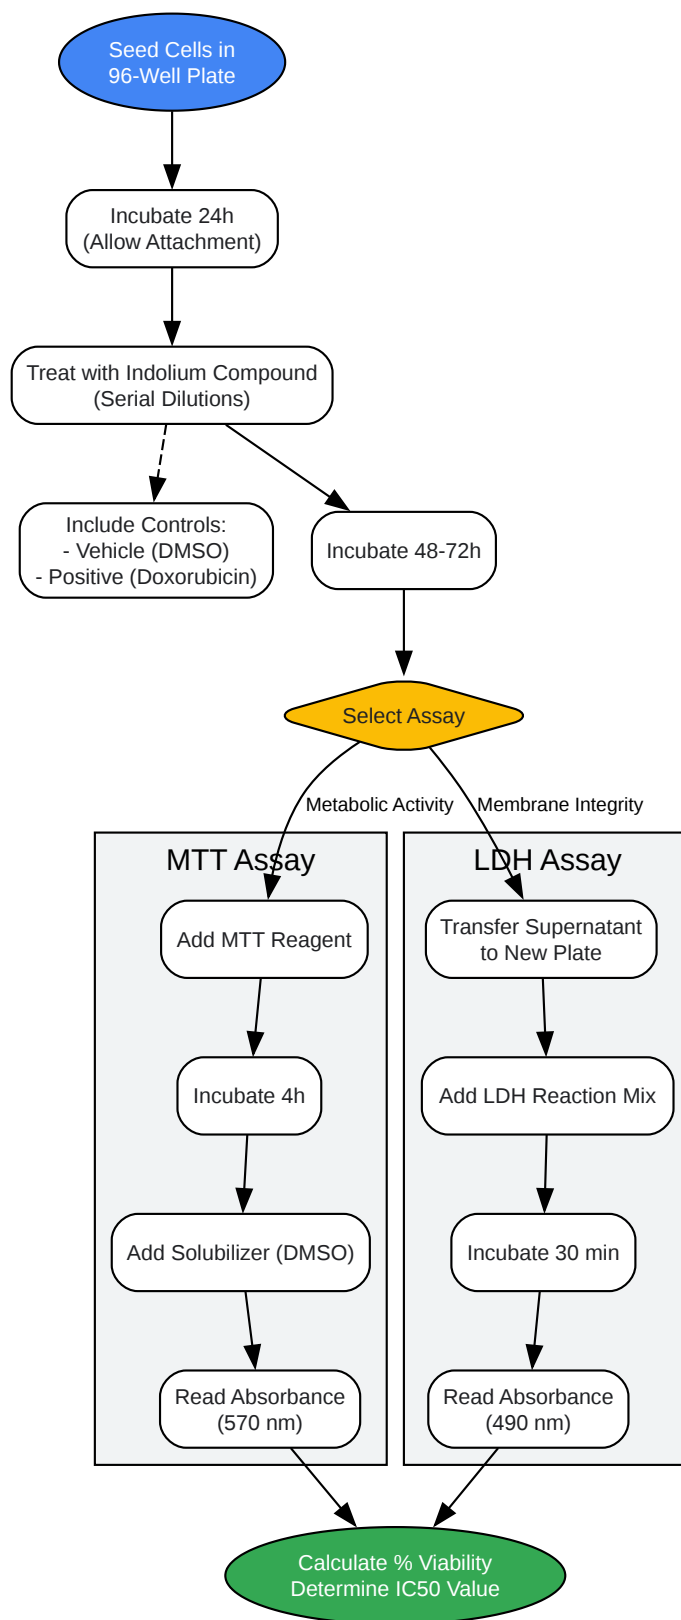 Seed Cells in
96-Well Plate
Incubate 24h
(Allow Attachment)
Treat with Indolium Compound
(Serial Dilutions)
Include Controls:
- Vehicle (DMSO)
- Positive (Doxorubicin)
Incubate 48-72h
Select Assay
Metabolic Activity
Membrane Integrity
MTT Assay
Add MTT Reagent
Incubate 4h
Add Solubilizer (DMSO)
Read Absorbance
(570 nm)
LDH Assay
Transfer Supernatant
to New Plate
Add LDH Reaction Mix
Incubate 30 min
Read Absorbance
(490 nm)
Calculate % Viability
Determine IC50 Value